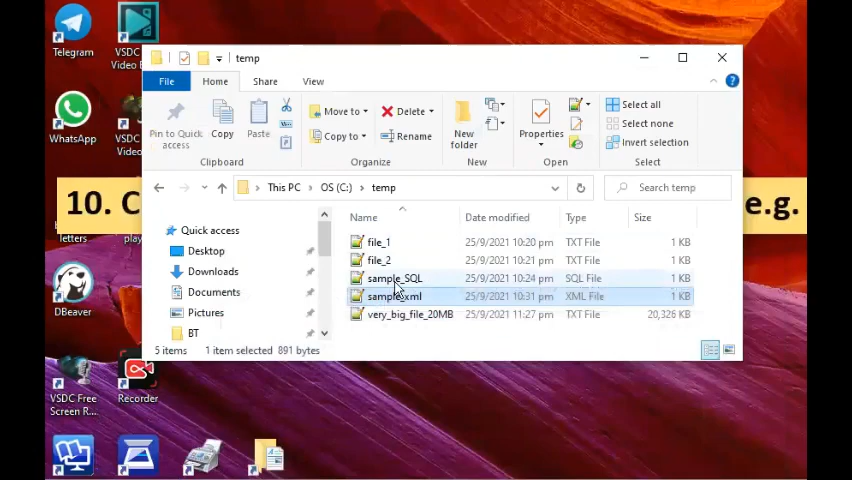 Telegram
VSDC
Video E
temp
File
Home
Share
View
WhatsApp
VSDC
Video
Pin to Quick
access
Copy
Paste
Move to
Copy to
Delete
Rename
New
folder
Properties
Select all
Select none
Invert selection
Clipboard
Organize
New
Open
Select
This PC
OS (C:)
temp
Search temp
10. C
e.g.
letters
play
Quick access
Desktop
Downloads
Documents
Pictures
BT
Name
Date modified
Type
Size
file_1 25/9/2021 10:20 pm TXT File 1 KB
file_2 25/9/2021 10:21 pm TXT File 1 KB
sample_SQL 25/9/2021 10:24 pm SQL File 1 KB
sample_xml 25/9/2021 10:31 pm XML File 1 KB
very_big_file_20MB 25/9/2021 11:27 pm TXT File 20,326 KB
DBeaver
5 items 1 item selected 891 bytes
VSDC Free
Screen R...
Recorder